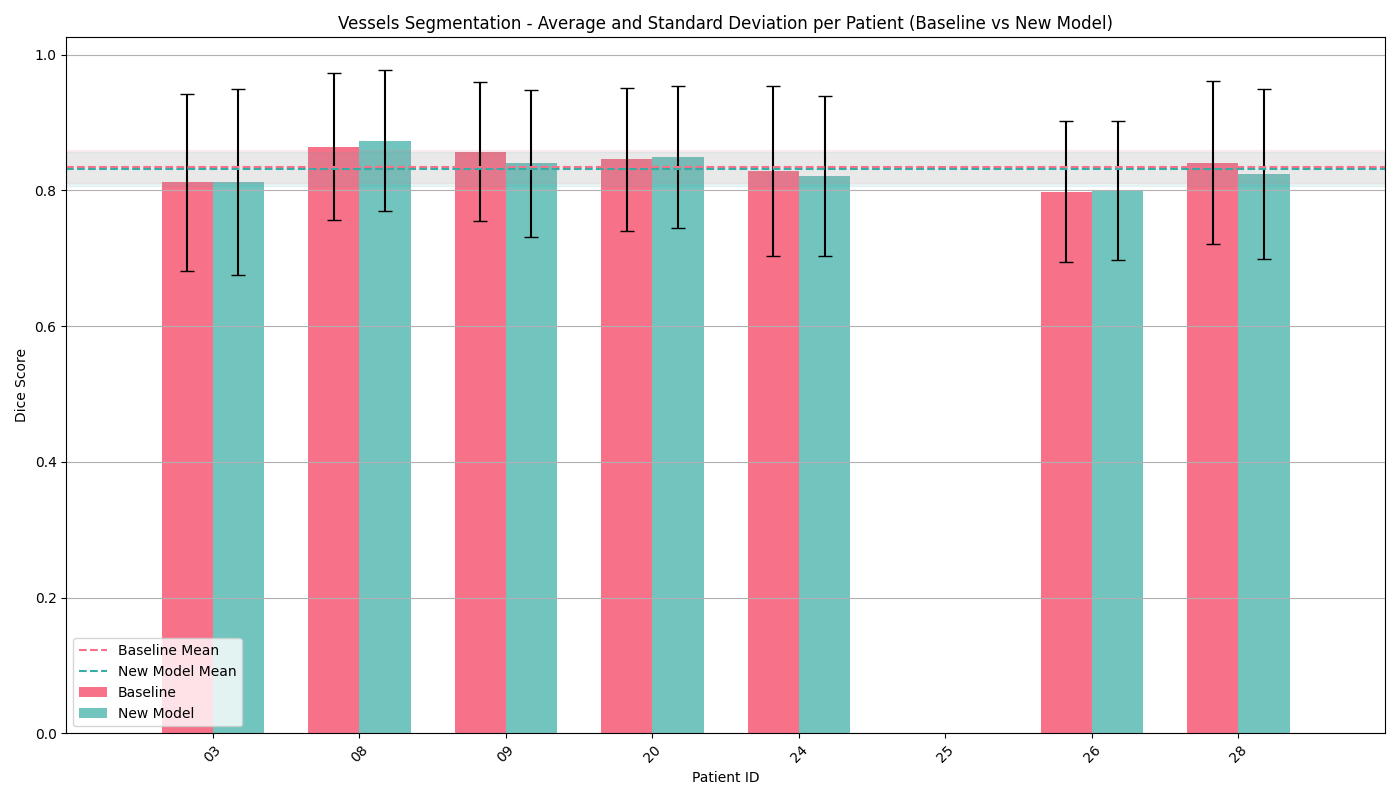 Vessels Segmentation - Average and Standard Deviation per Patient (Baseline vs New Model)
1.0
0.8
0.6
0.4
0.2
0.0
Dice Score
Baseline Mean
New Model Mean
Baseline
New Model
03
08
09
20
24
25
26
28
Patient ID